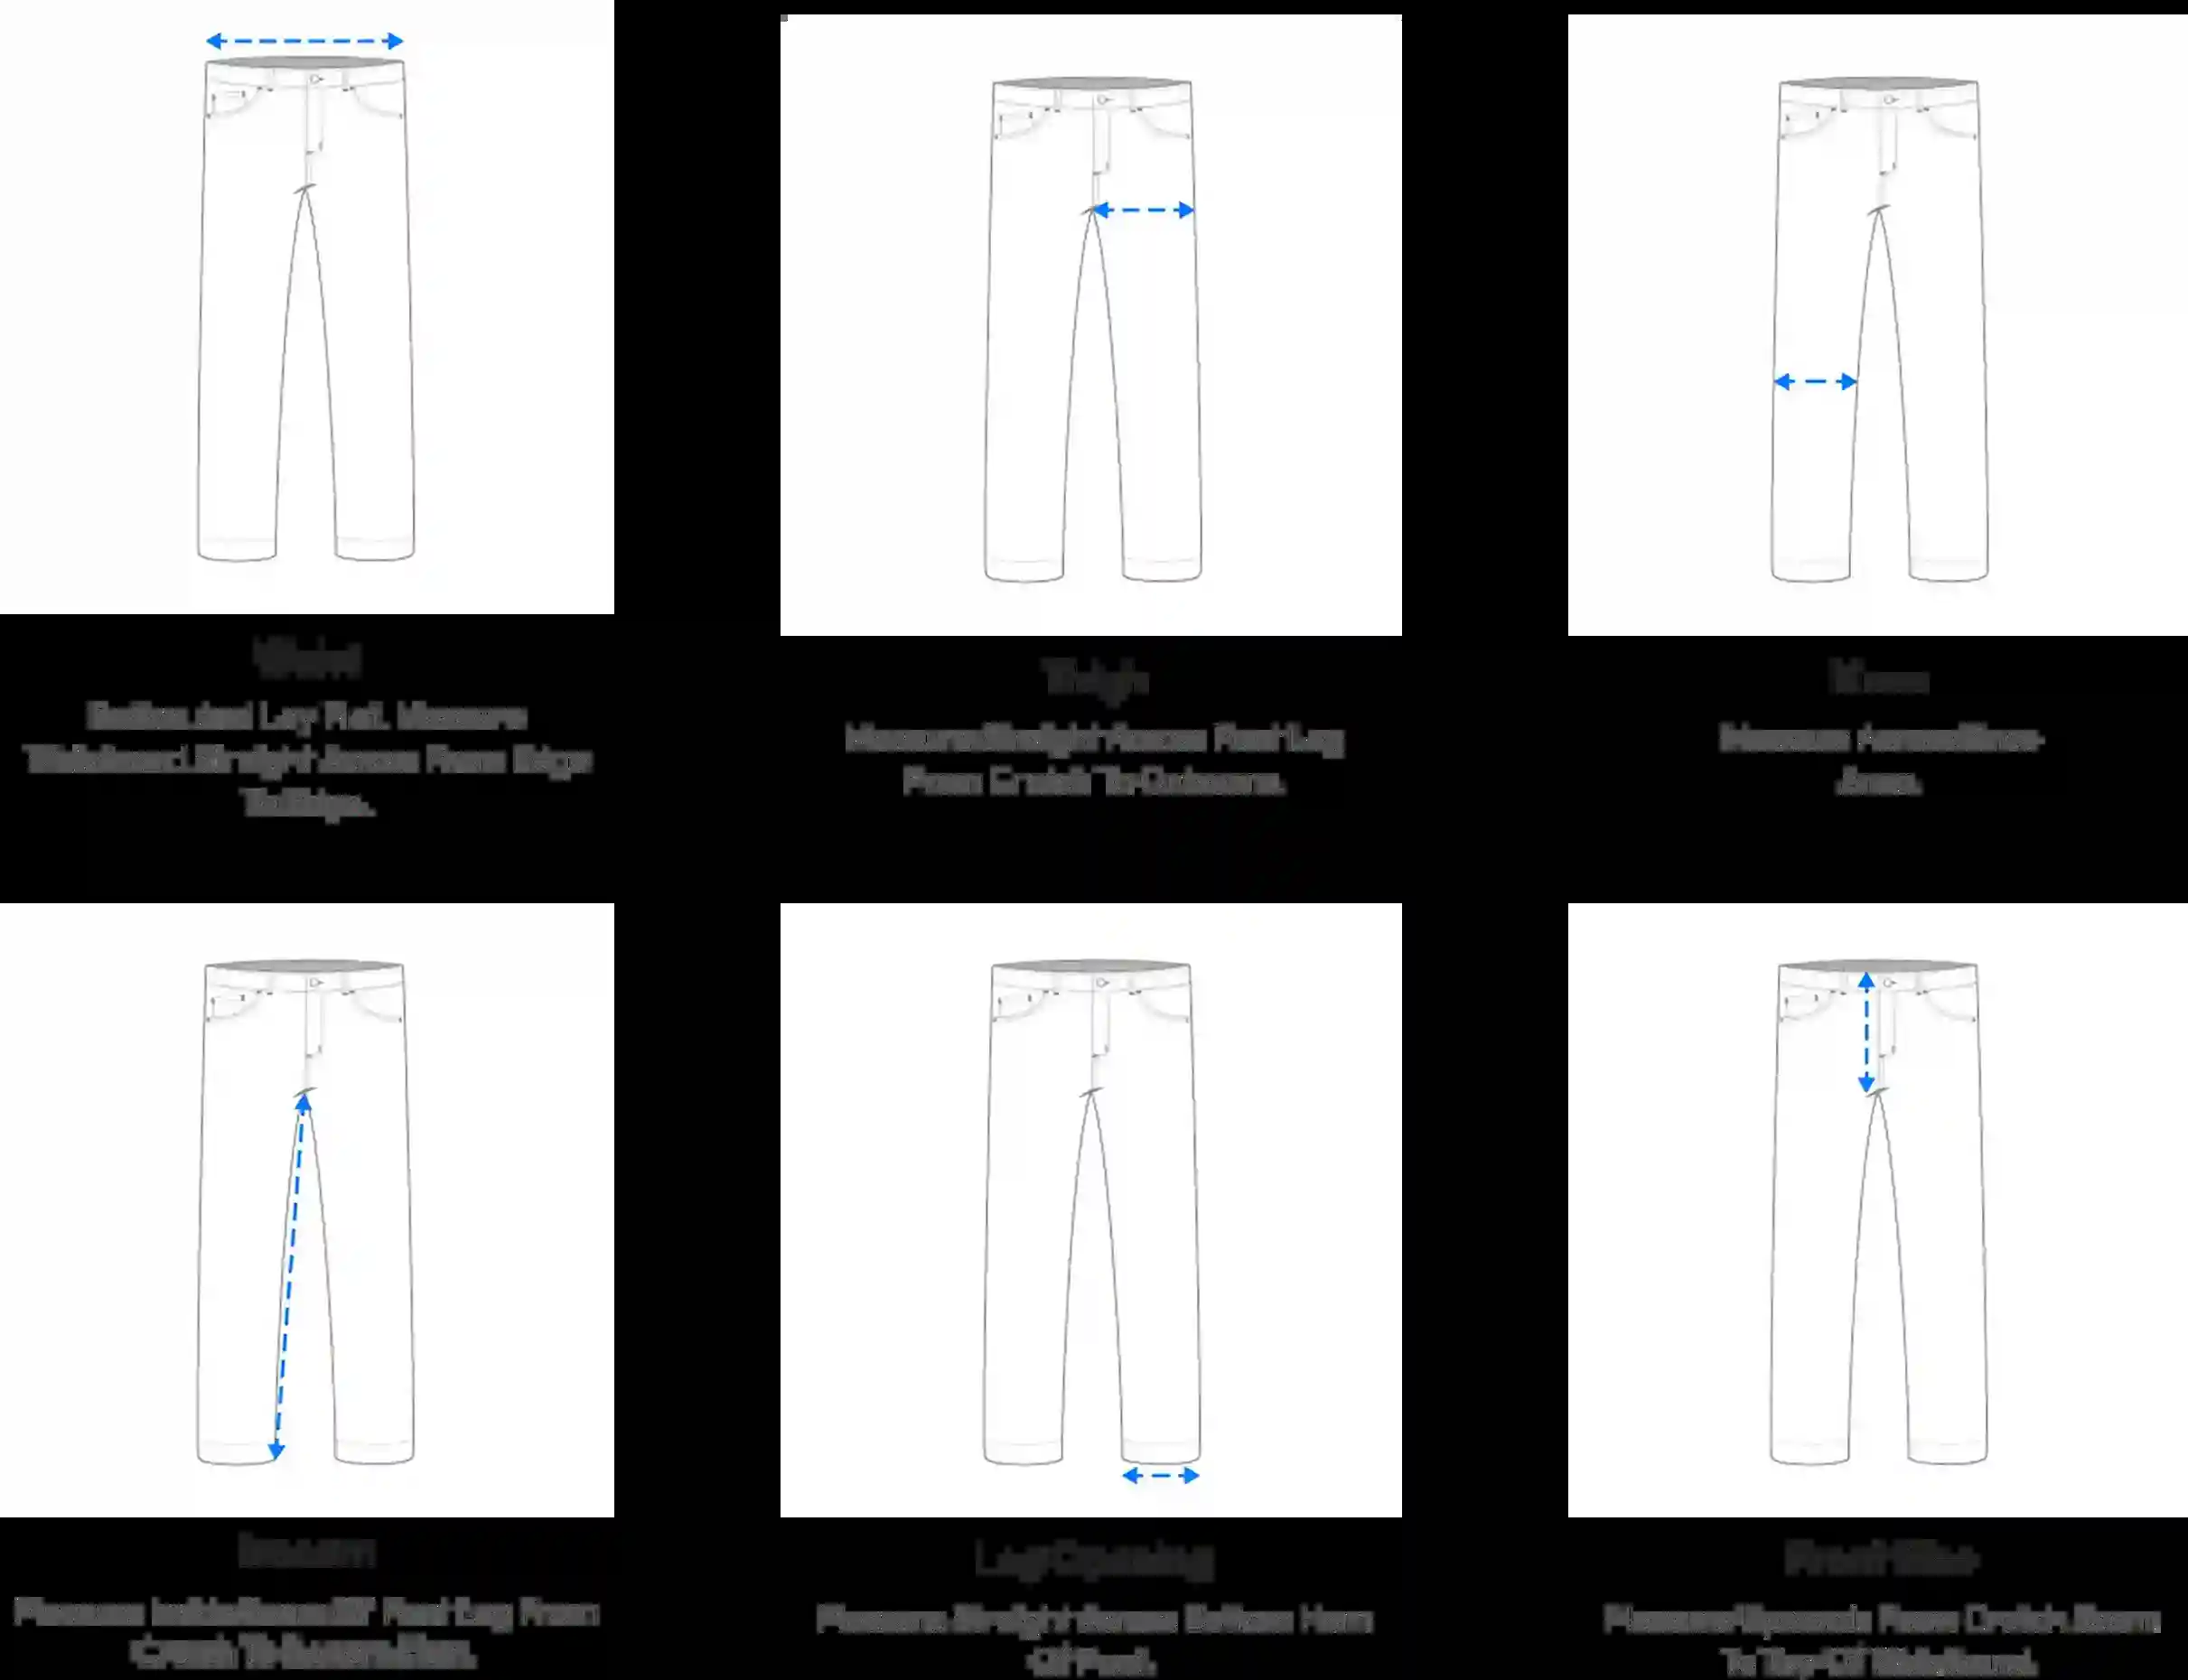 Waist
Button And Lay Flat. Measure
Waistband Straight Across From Edge
To Edge.
Thigh
Measure Straight Across Pant Leg
From Crotch To Outseam.
Knee
Measure Across Knee
Area.
Inseam
Measure Inside Seam Of Pant Leg From
Crotch To Bottom Hem.
Leg Opening
Measure Straight Across Bottom Hem
Of Pant.
Front Rise
Measure Upwards From Crotch Seam
To Top Of Waistband.